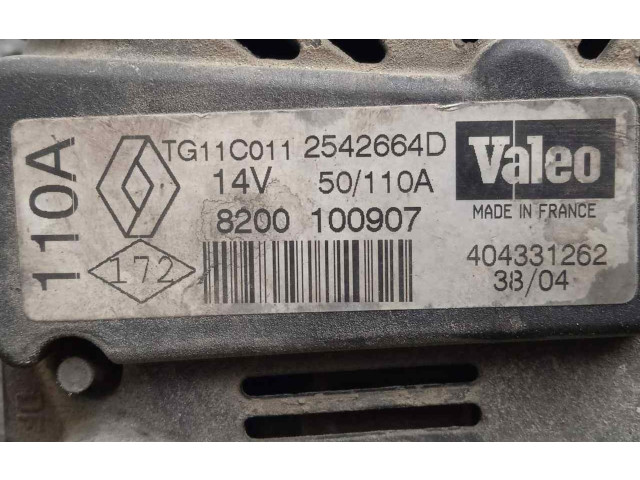 110A
TG11C011 2542664D
14V 50/110A
8200 100907
172
Valeo
MADE IN FRANCE
404331262
38/04